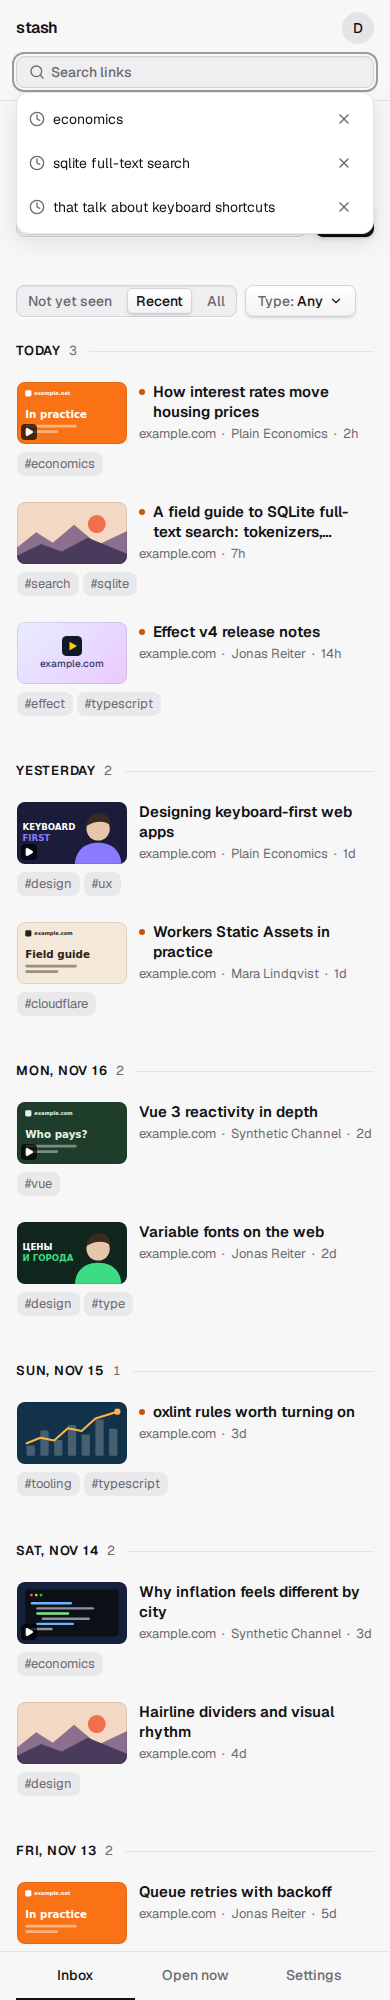 stash
D
Search links
economics
sqlite full-text search
that talk about keyboard shortcuts
Not yet seen Recent All Type: Any
TODAY 3
example.net
In practice
How interest rates move
housing prices
example.com · Plain Economics · 2h
#economics
A field guide to SQLite full-
text search: tokenizers,...
example.com · 7h
#search #sqlite
example.com
Effect v4 release notes
example.com · Jonas Reiter · 14h
#effect #typescript
YESTERDAY 2
KEYBOARD
FIRST
Designing keyboard-first web
apps
example.com · Plain Economics · 1d
#design #ux
example.com
Field guide
Workers Static Assets in
practice
example.com · Mara Lindqvist · 1d
#cloudflare
MON, NOV 16 2
example.com
Who pays?
Vue 3 reactivity in depth
example.com · Synthetic Channel · 2d
#vue
ЦЕНЫ
И ГОРОДА
Variable fonts on the web
example.com · Jonas Reiter · 2d
#design #type
SUN, NOV 15 1
oxlint rules worth turning on
example.com · 3d
#tooling #typescript
SAT, NOV 14 2
Why inflation feels different by
city
example.com · Synthetic Channel · 3d
#economics
Hairline dividers and visual
rhythm
example.com · 4d
#design
FRI, NOV 13 2
example.net
In practice
Queue retries with backoff
example.com · Jonas Reiter · 5d
Inbox Open now Settings